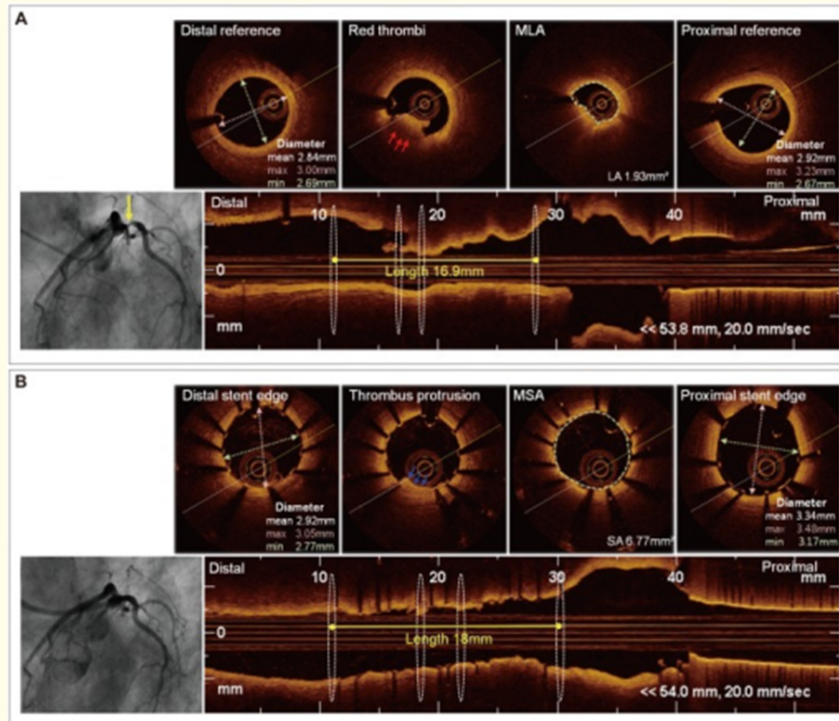 A
Distal reference
Red thrombi
MLA
Proximal reference
Diameter
mean 2.84mm
max 3.00mm
min 2.69mm
LA 1.93mm²
Diameter
mean 2.92mm
max 3.23mm
min 2.67mm
Distal
10
20
30
40
Proximal
mm
0
Length 16.9mm
mm
<< 53.8 mm, 20.0 mm/sec
B
Distal stent edge
Thrombus protrusion
MSA
Proximal stent edge
Diameter
mean 2.92mm
max 3.05mm
min 2.77mm
SA 6.77mm²
Diameter
mean 3.34mm
max 3.48mm
min 3.17mm
Distal
10
20
30
40
Proximal
mm
0
Length 18mm
mm
<< 54.0 mm, 20.0 mm/sec